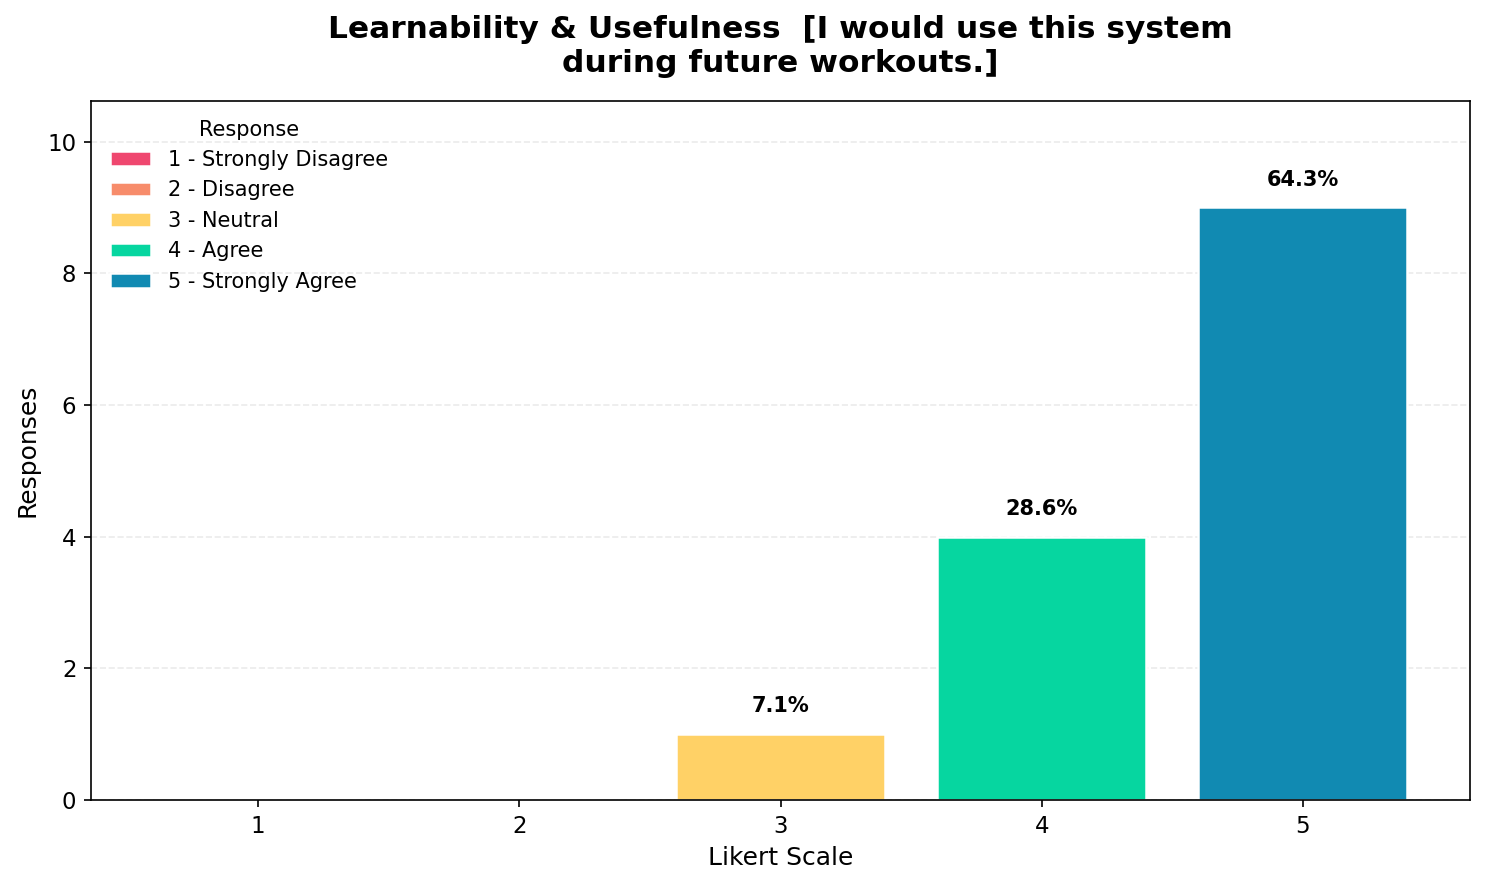 Learnability & Usefulness  [I would use this system
during future workouts.]
Response
1 - Strongly Disagree
2 - Disagree
3 - Neutral
4 - Agree
5 - Strongly Agree
64.3%
28.6%
7.1%
10
8
6
4
2
0
Responses
1
2
3
4
5
Likert Scale